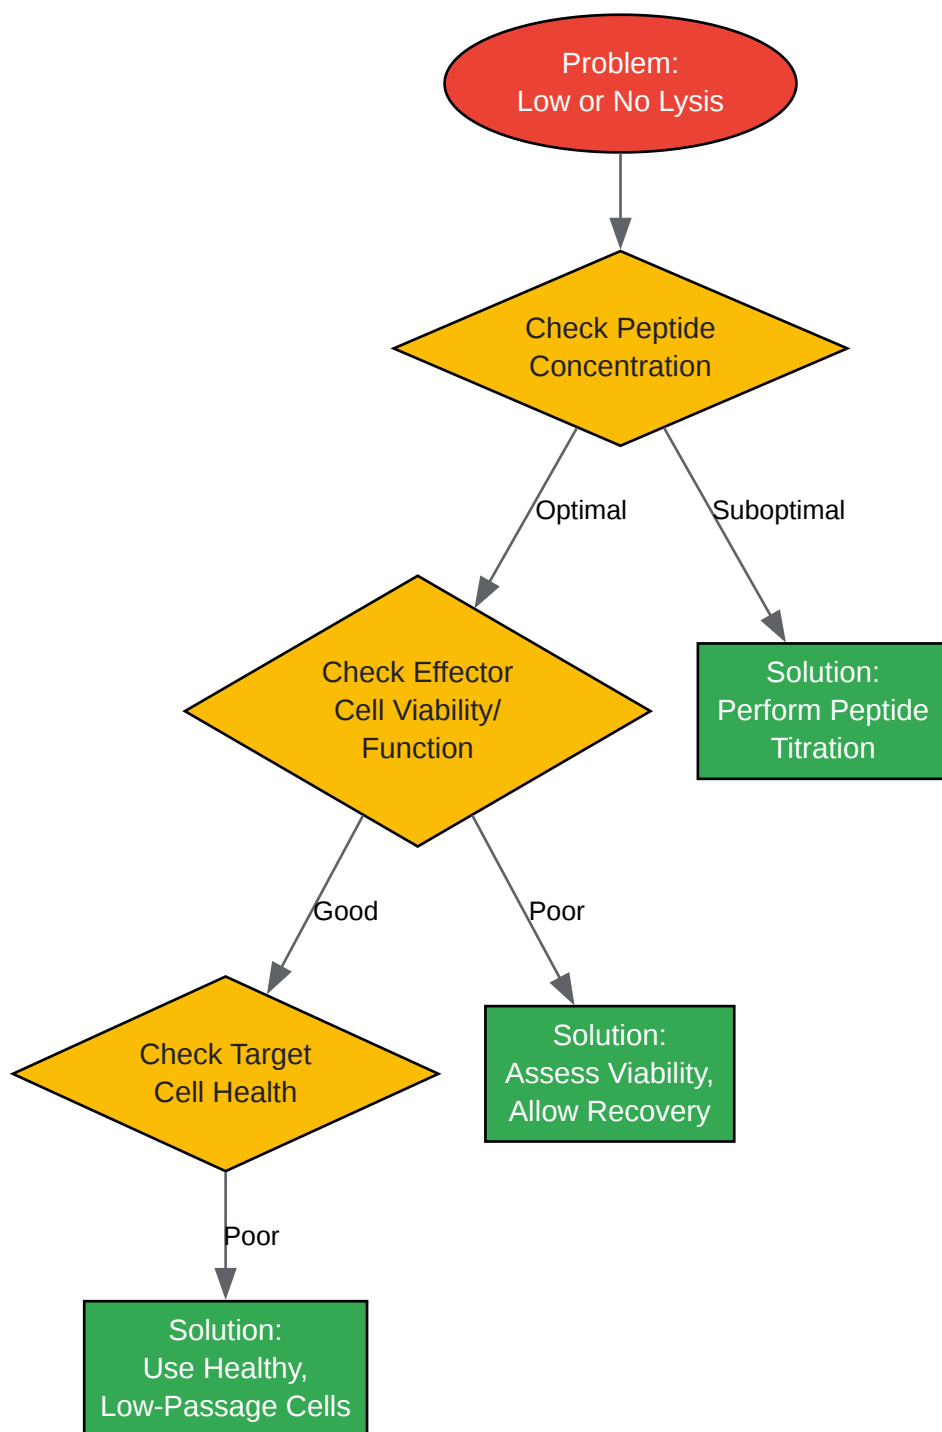 Problem:
Low or No Lysis
Check Peptide
Concentration
Optimal
Suboptimal
Check Effector
Cell Viability/
Function
Solution:
Perform Peptide
Titration
Good
Poor
Check Target
Cell Health
Solution:
Assess Viability,
Allow Recovery
Poor
Solution:
Use Healthy,
Low-Passage Cells